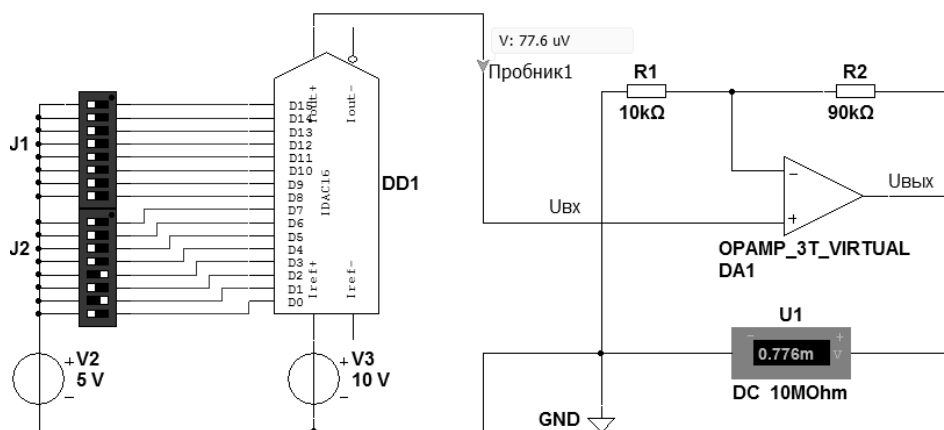 V: 77.6 uV
Пробник1
R1
10kΩ
R2
90kΩ
J1
J2
D15
D14
D13
D12
D11
D10
D9
D8
D7
D6
D5
D4
D3
D2
D1
D0
Iout+
Iout-
IDAC16
Iref+
Iref-
DD1
Uвх
Uвых
−
+
OPAMP_3T_VIRTUAL
DA1
U1
− +
0.776m V
DC 10MOhm
+ V2
5 V
−
+ V3
10 V
−
GND